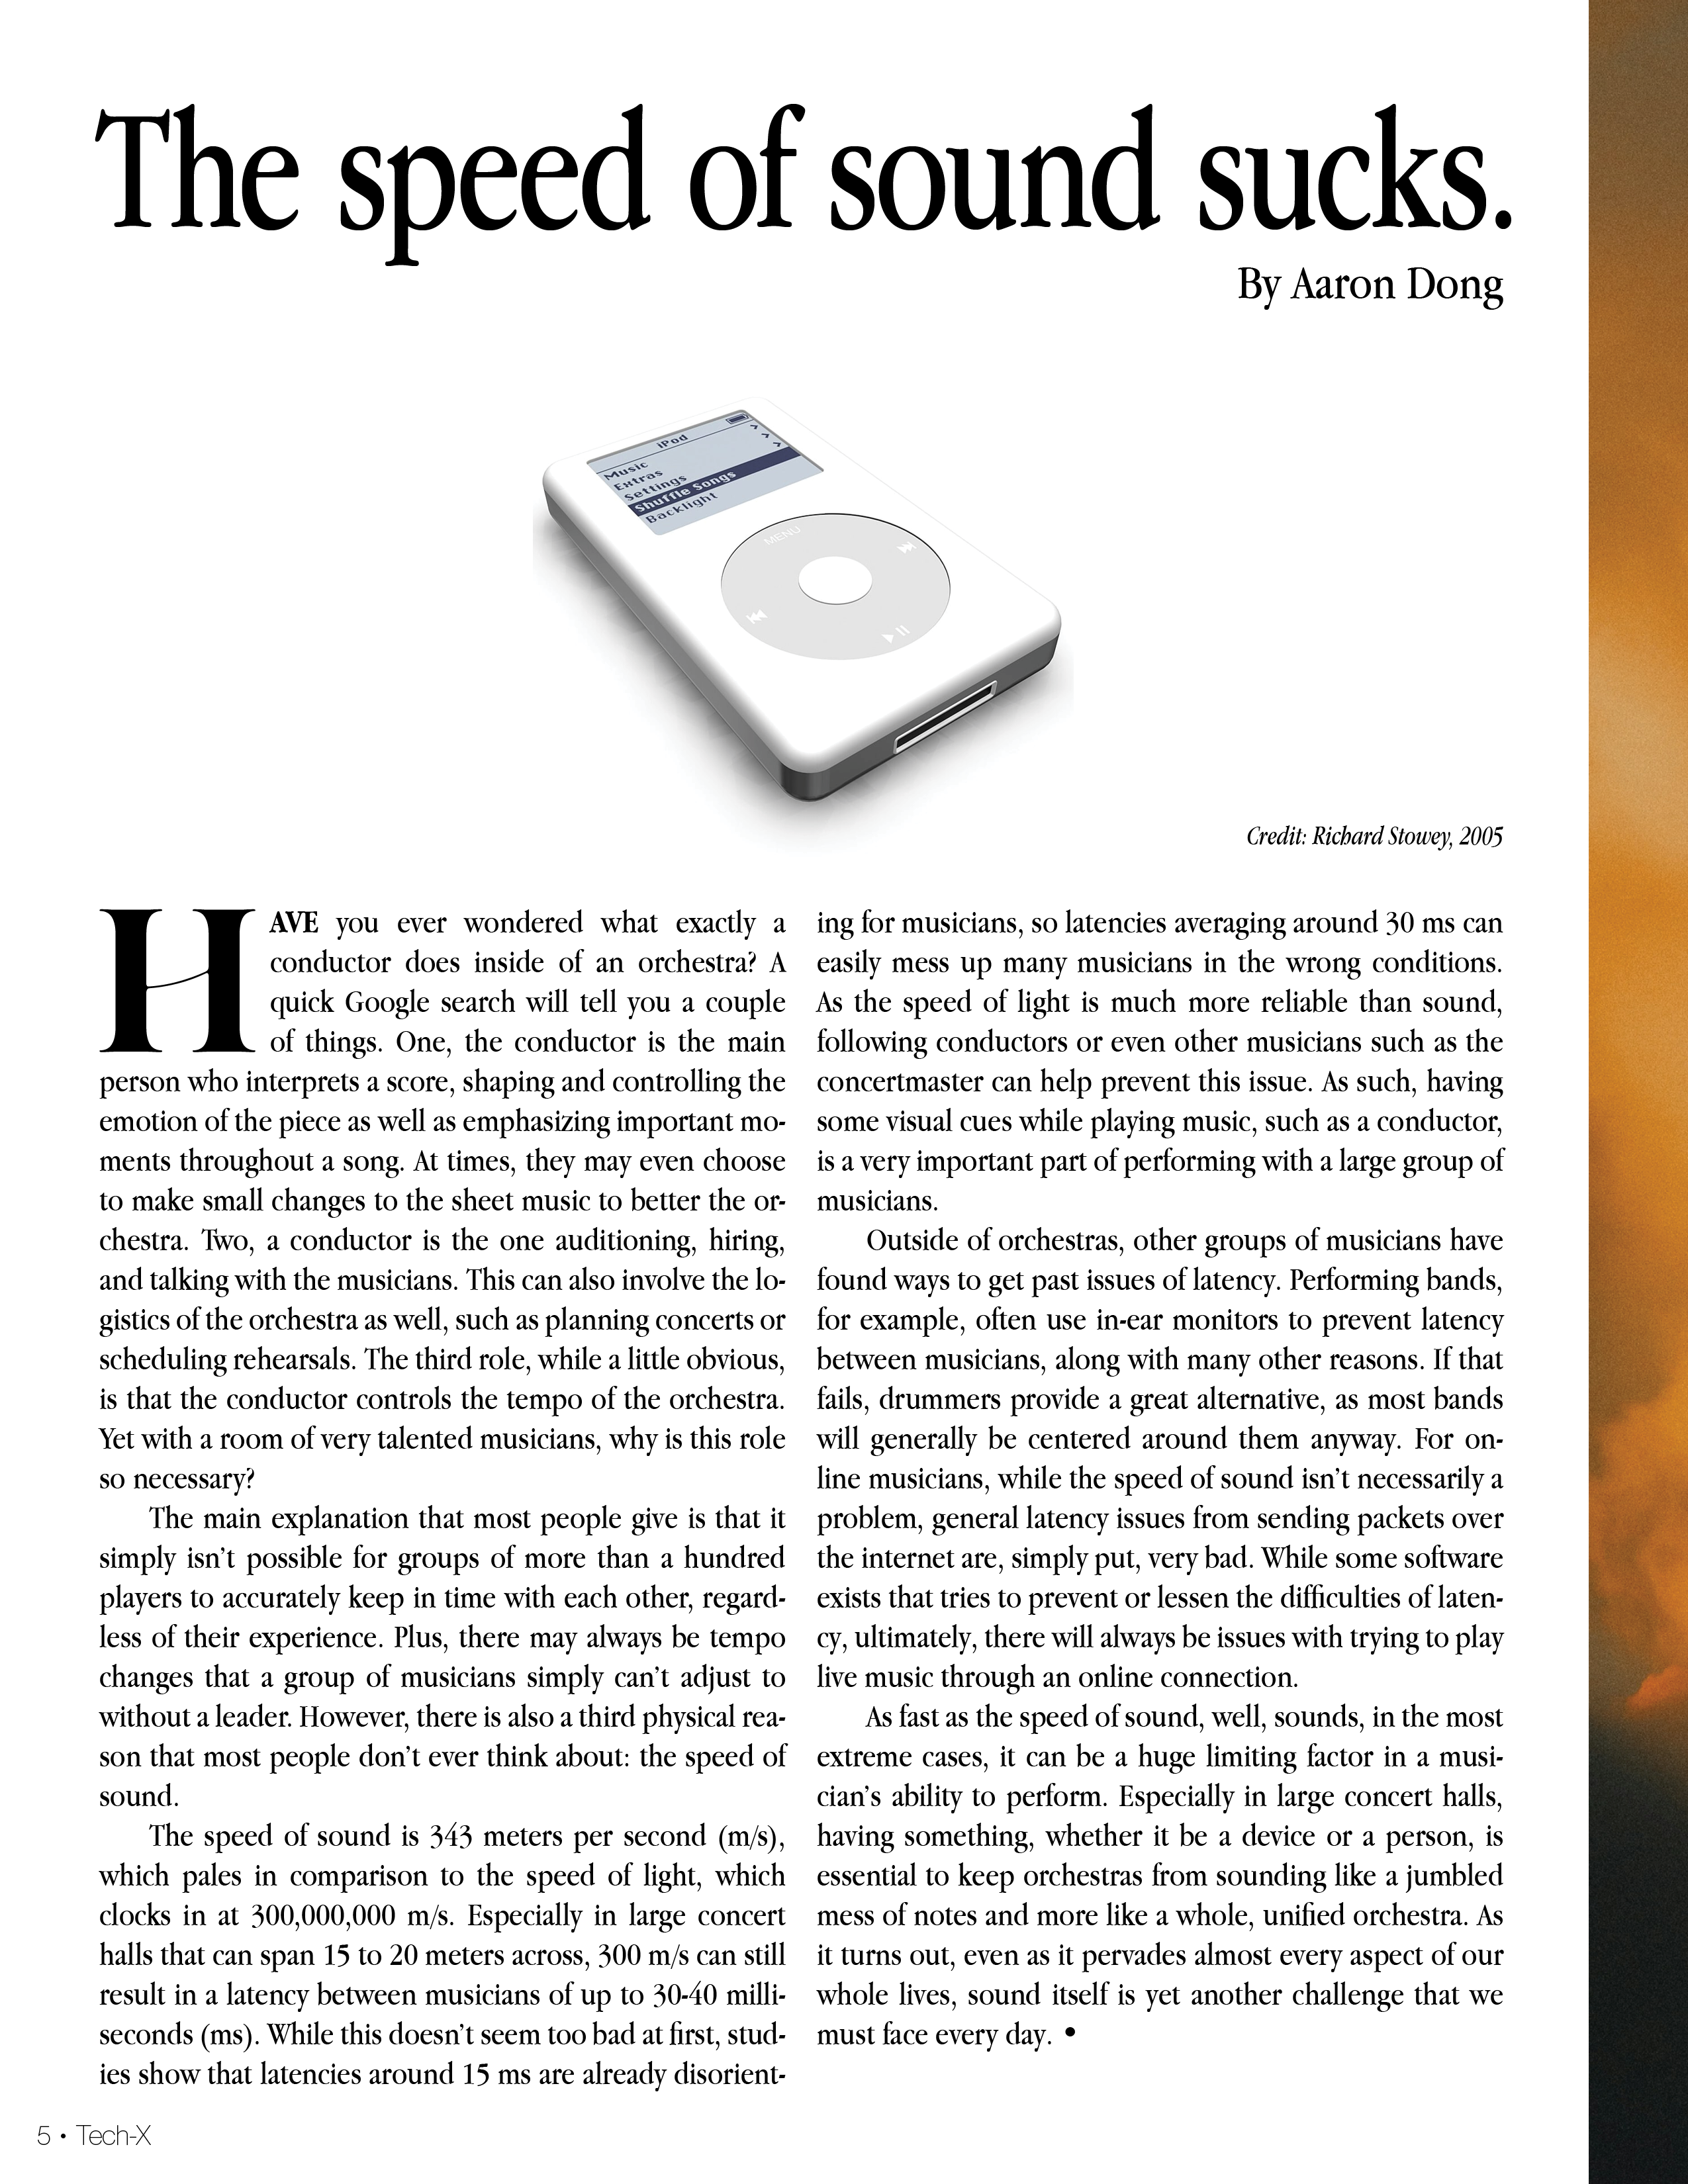 The speed of sound sucks.
By Aaron Dong
iPod
Music
Extras
Settings
Shuffle Songs
Backlight
MENU
Credit: Richard Stowey, 2005
HAVE you ever wondered what exactly a
conductor does inside of an orchestra? A
quick Google search will tell you a couple
of things. One, the conductor is the main
person who interprets a score, shaping and controlling the
emotion of the piece as well as emphasizing important mo-
ments throughout a song. At times, they may even choose
to make small changes to the sheet music to better the or-
chestra. Two, a conductor is the one auditioning, hiring,
and talking with the musicians. This can also involve the lo-
gistics of the orchestra as well, such as planning concerts or
scheduling rehearsals. The third role, while a little obvious,
is that the conductor controls the tempo of the orchestra.
Yet with a room of very talented musicians, why is this role
so necessary?
The main explanation that most people give is that it
simply isn't possible for groups of more than a hundred
players to accurately keep in time with each other, regard-
less of their experience. Plus, there may always be tempo
changes that a group of musicians simply can't adjust to
without a leader. However, there is also a third physical rea-
son that most people don't ever think about: the speed of
sound.
The speed of sound is 343 meters per second (m/s),
which pales in comparison to the speed of light, which
clocks in at 300,000,000 m/s. Especially in large concert
halls that can span 15 to 20 meters across, 300 m/s can still
result in a latency between musicians of up to 30-40 milli-
seconds (ms). While this doesn't seem too bad at first, stud-
ies show that latencies around 15 ms are already disorient-
ing for musicians, so latencies averaging around 30 ms can
easily mess up many musicians in the wrong conditions.
As the speed of light is much more reliable than sound,
following conductors or even other musicians such as the
concertmaster can help prevent this issue. As such, having
some visual cues while playing music, such as a conductor,
is a very important part of performing with a large group of
musicians.
Outside of orchestras, other groups of musicians have
found ways to get past issues of latency. Performing bands,
for example, often use in-ear monitors to prevent latency
between musicians, along with many other reasons. If that
fails, drummers provide a great alternative, as most bands
will generally be centered around them anyway. For on-
line musicians, while the speed of sound isn't necessarily a
problem, general latency issues from sending packets over
the internet are, simply put, very bad. While some software
exists that tries to prevent or lessen the difficulties of laten-
cy, ultimately, there will always be issues with trying to play
live music through an online connection.
As fast as the speed of sound, well, sounds, in the most
extreme cases, it can be a huge limiting factor in a musi-
cian's ability to perform. Especially in large concert halls,
having something, whether it be a device or a person, is
essential to keep orchestras from sounding like a jumbled
mess of notes and more like a whole, unified orchestra. As
it turns out, even as it pervades almost every aspect of our
whole lives, sound itself is yet another challenge that we
must face every day. •
5 • Tech-X